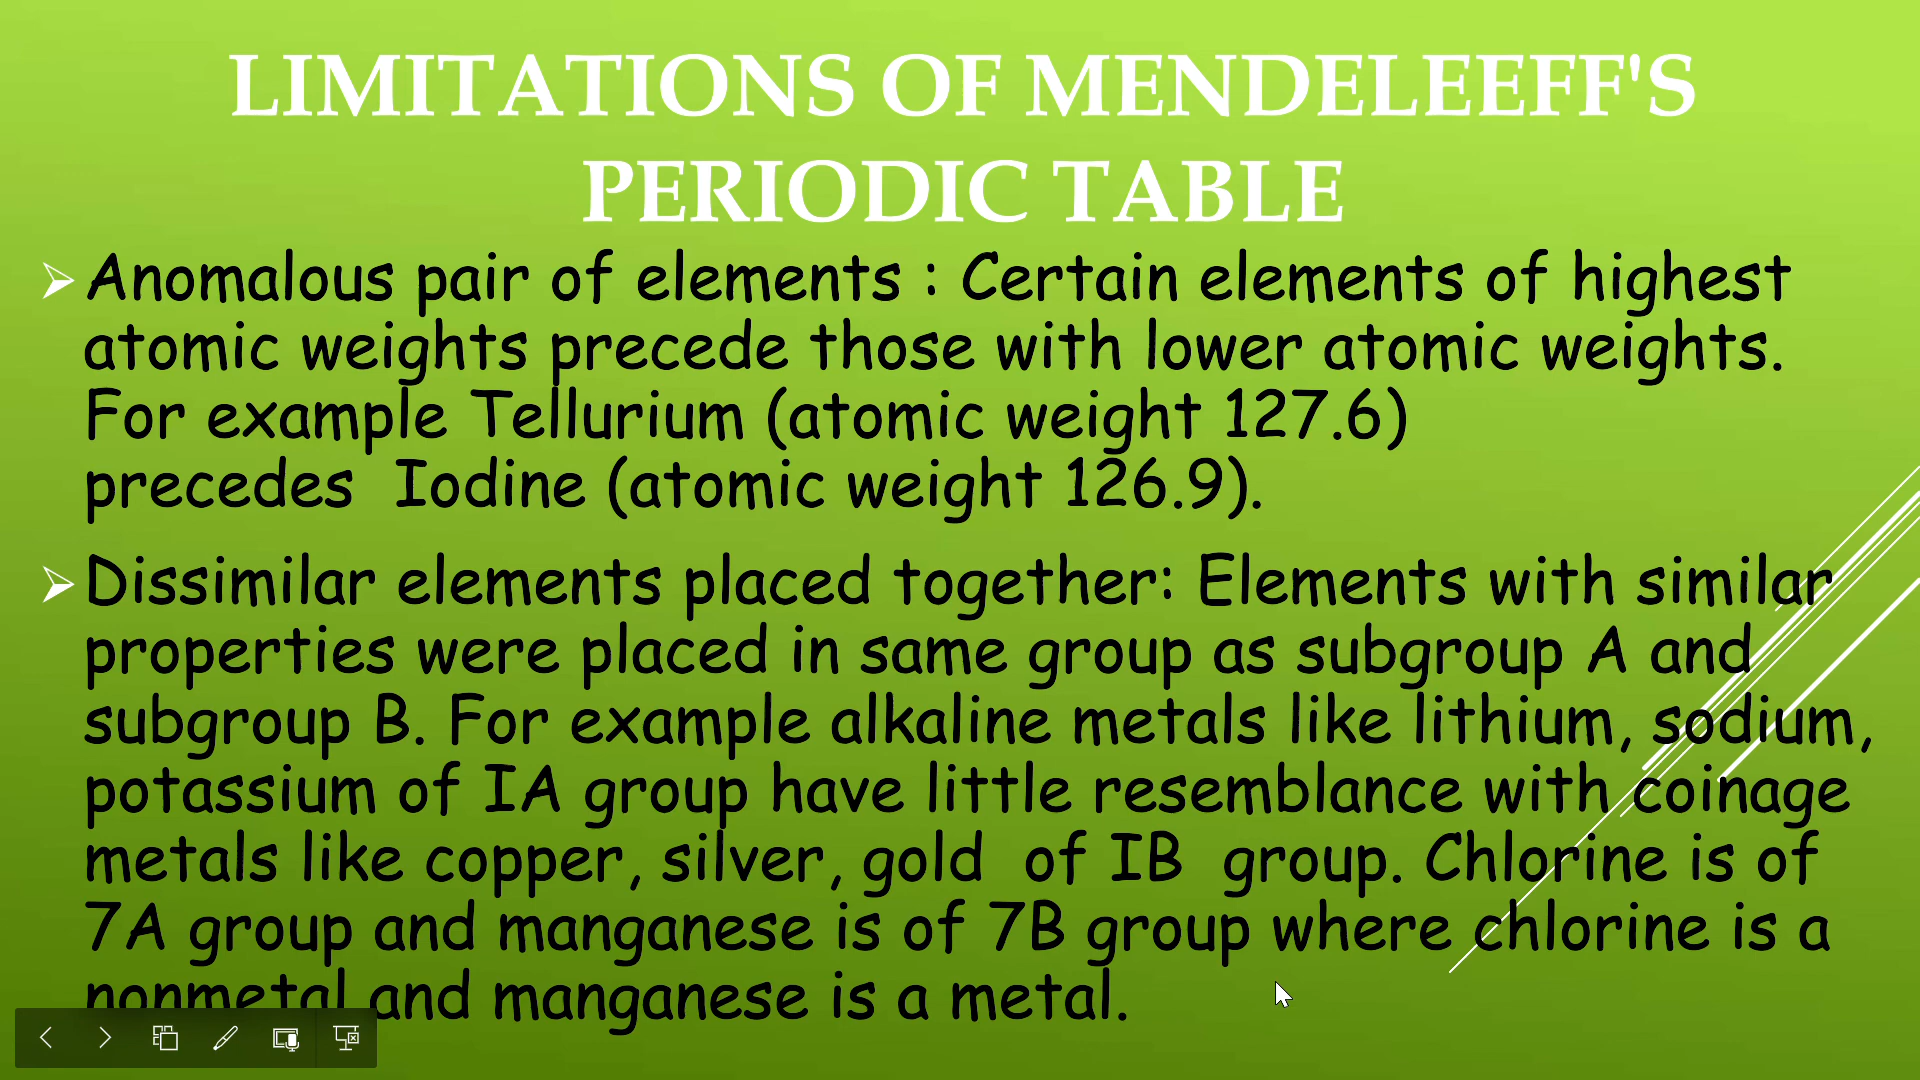 LIMITATIONS OF MENDELEEFF'S
PERIODIC TABLE
Anomalous pair of elements : Certain elements of highest
atomic weights precede those with lower atomic weights.
For example Tellurium (atomic weight 127.6)
precedes  Iodine (atomic weight 126.9).
Dissimilar elements placed together: Elements with similar
properties were placed in same group as subgroup A and
subgroup B. For example alkaline metals like lithium, sodium,
potassium of IA group have little resemblance with coinage
metals like copper, silver, gold  of IB  group. Chlorine is of
7A group and manganese is of 7B group where chlorine is a
nonmetal and manganese is a metal.